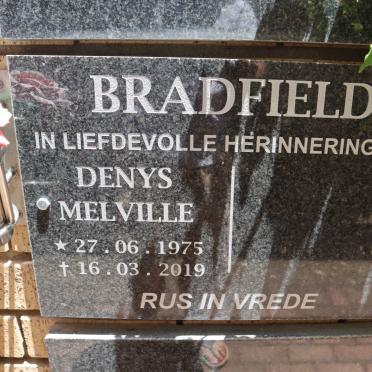 BRADFIELD
IN LIEFDEVOLLE HERINNERING
DENYS
MELVILLE
★ 27.06.1975
† 16.03.2019
RUS IN VREDE